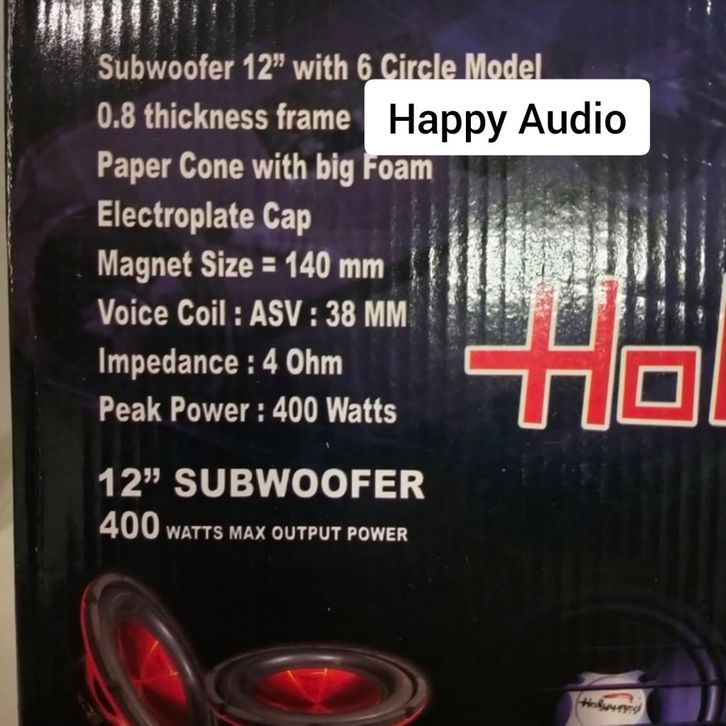 Subwoofer 12” with 6 Circle Model
0.8 thickness frame
Happy Audio
Paper Cone with big Foam
Electroplate Cap
Magnet Size = 140 mm
Voice Coil : ASV : 38 MM
Impedance : 4 Ohm
Peak Power : 400 Watts
12” SUBWOOFER
400 WATTS MAX OUTPUT POWER
Hollywood